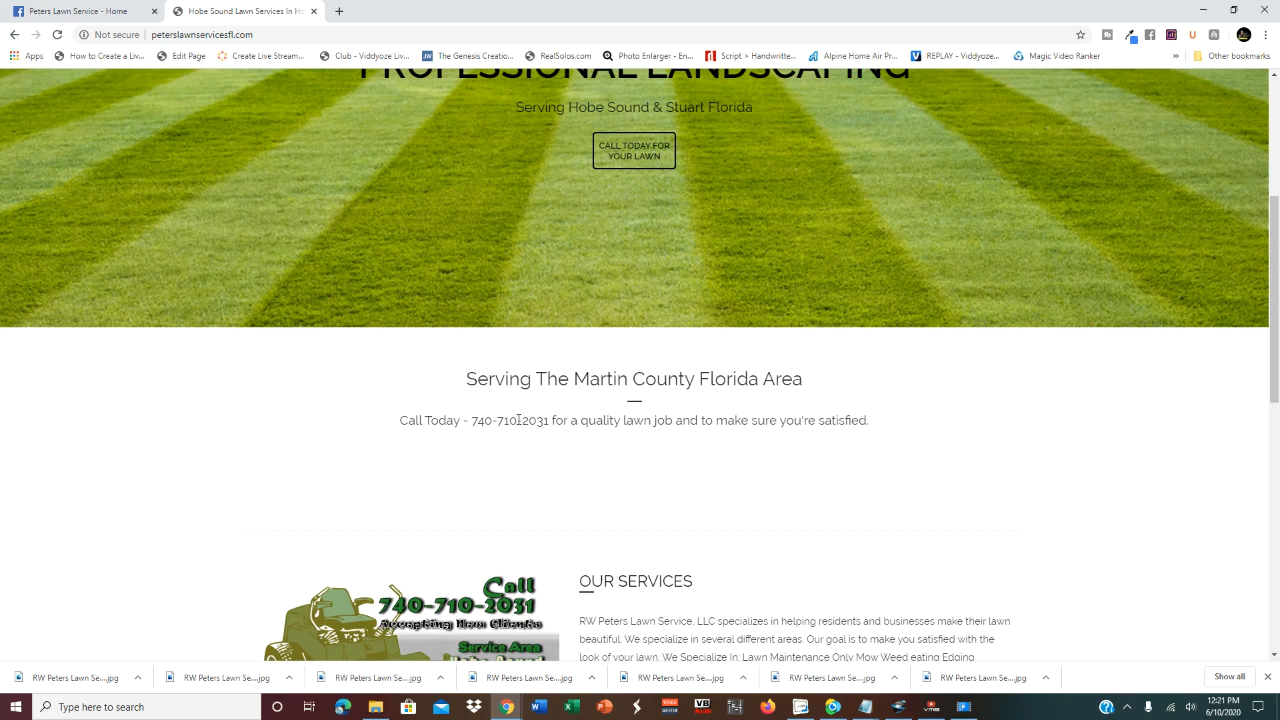 Peters Lawn Service - Home
Hobe Sound Lawn Services In Ho
Not secure
peterslawnservicesfl.com
Apps
How to Create a Liv...
Edit Page
Create Live Stream...
Club - Viddyoze
The Genesis Creatio...
RealSolos.com
Photo Enlarger - En...
Script > Handwritte...
Alpine Home Air Pr...
REPLAY - Viddyoze
Magic Video Ranker
»
Other bookmarks
PROFESSIONAL LANDSCAPING
Serving Hobe Sound & Stuart Florida
CALL TODAY FOR
YOUR LAWN
Serving The Martin County Florida Area
Call Today - 740-710-2031 for a quality lawn job and to make sure you're satisfied.
Call
740-710-2031
Accepting New Clients
Service Area
Hobe Sound
OUR SERVICES
RW Peters Lawn Service, LLC specializes in helping residents and businesses make their lawn
beautiful. We specialize in several different areas. Our goal is to make you satisfied with the
look of your lawn. We Specialize In: Lawn Maintenance Only Mow Weed eating Edging
RW Peters Lawn Se....jpg
RW Peters Lawn Se....jpg
RW Peters Lawn Se....jpg
RW Peters Lawn Se....jpg
RW Peters Lawn Se....jpg
RW Peters Lawn Se....jpg
RW Peters Lawn Se....jpg
Show all
Type here to search
12:21 PM
6/10/2020